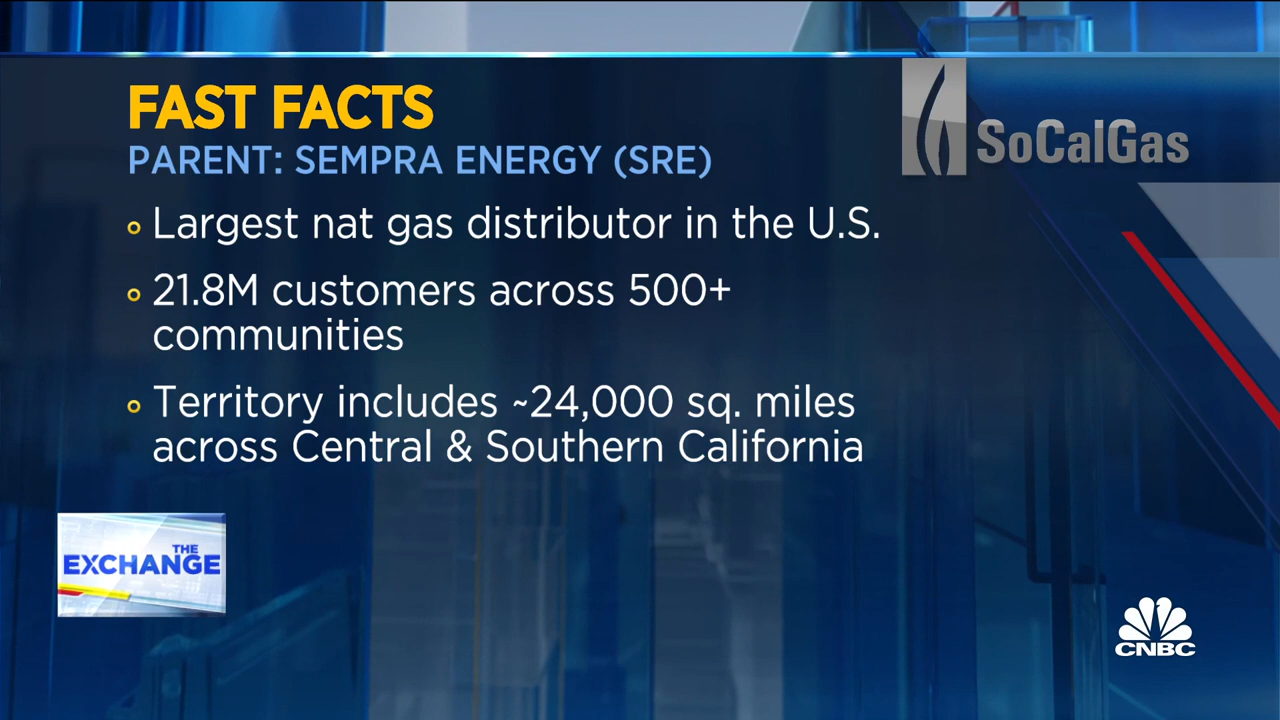 FAST FACTS
SoCalGas
PARENT: SEMPRA ENERGY (SRE)
Largest nat gas distributor in the U.S.
21.8M customers across 500+
communities
Territory includes ~24,000 sq. miles
across Central & Southern California
THE
EXCHANGE
CNBC